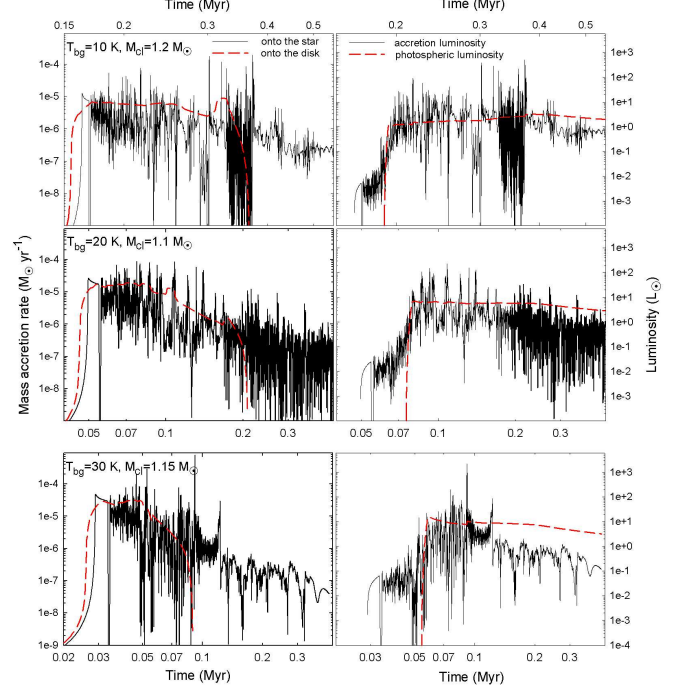 Time (Myr) Time (Myr)
0.15 0.2 0.3 0.4 0.5 0.2 0.3 0.4 0.5
T_bg=10 K, M_cl=1.2 M_⊙
onto the star
onto the disk
accretion luminosity
photospheric luminosity
1e-4
1e-5
1e-6
1e-7
1e-8
1e+3
1e+2
1e+1
1e+0
1e-1
1e-2
1e-3
T_bg=20 K, M_cl=1.1 M_⊙
1e-4
1e-5
1e-6
1e-7
1e-8
1e+3
1e+2
1e+1
1e+0
1e-1
1e-2
1e-3
Mass accretion rate (M_⊙ yr⁻¹)
Luminosity (L_⊙)
0.05 0.07 0.1 0.2 0.3 0.05 0.07 0.1 0.2 0.3
T_bg=30 K, M_cl=1.15 M_⊙
1e-4
1e-5
1e-6
1e-7
1e-8
1e-9
1e+3
1e+2
1e+1
1e+0
1e-1
1e-2
1e-3
1e-4
0.02 0.03 0.05 0.07 0.1 0.2 0.3 0.03 0.05 0.07 0.1 0.2 0.3
Time (Myr) Time (Myr)